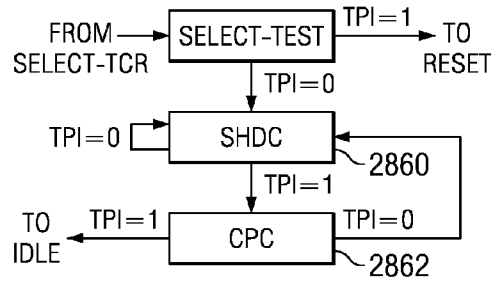 FROM
SELECT-TCR
SELECT-TEST
TPI=1
TO
RESET
TPI=0
TPI=0
SHDC
2860
TPI=1
TO
IDLE
TPI=1
CPC
TPI=0
2862